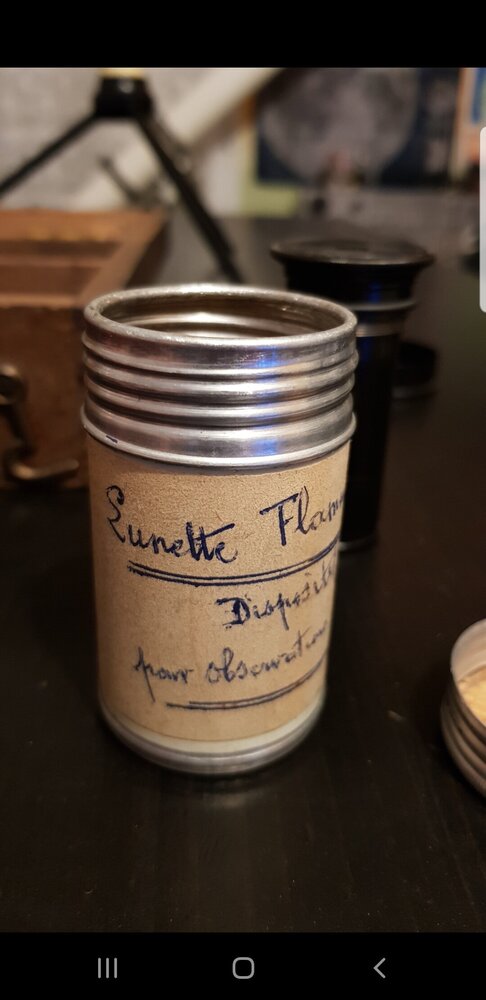 Lunette Flam
Disposit
pour observation